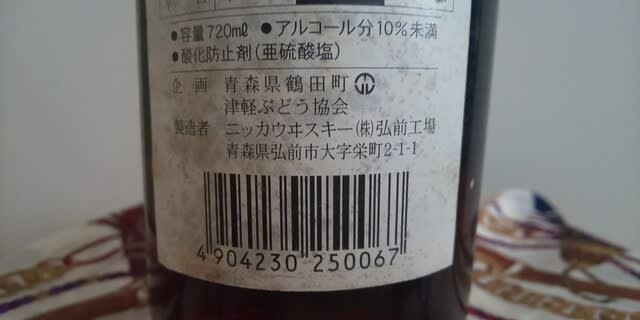 ●容量720ml ●アルコール分10%未満
●酸化防止剤(亜硫酸塩)
企　画　青森県鶴田町
津軽ぶどう協会
製造者　ニッカウヰスキー(株)弘前工場
青森県弘前市大字栄町2-1-1
4 904230 250067